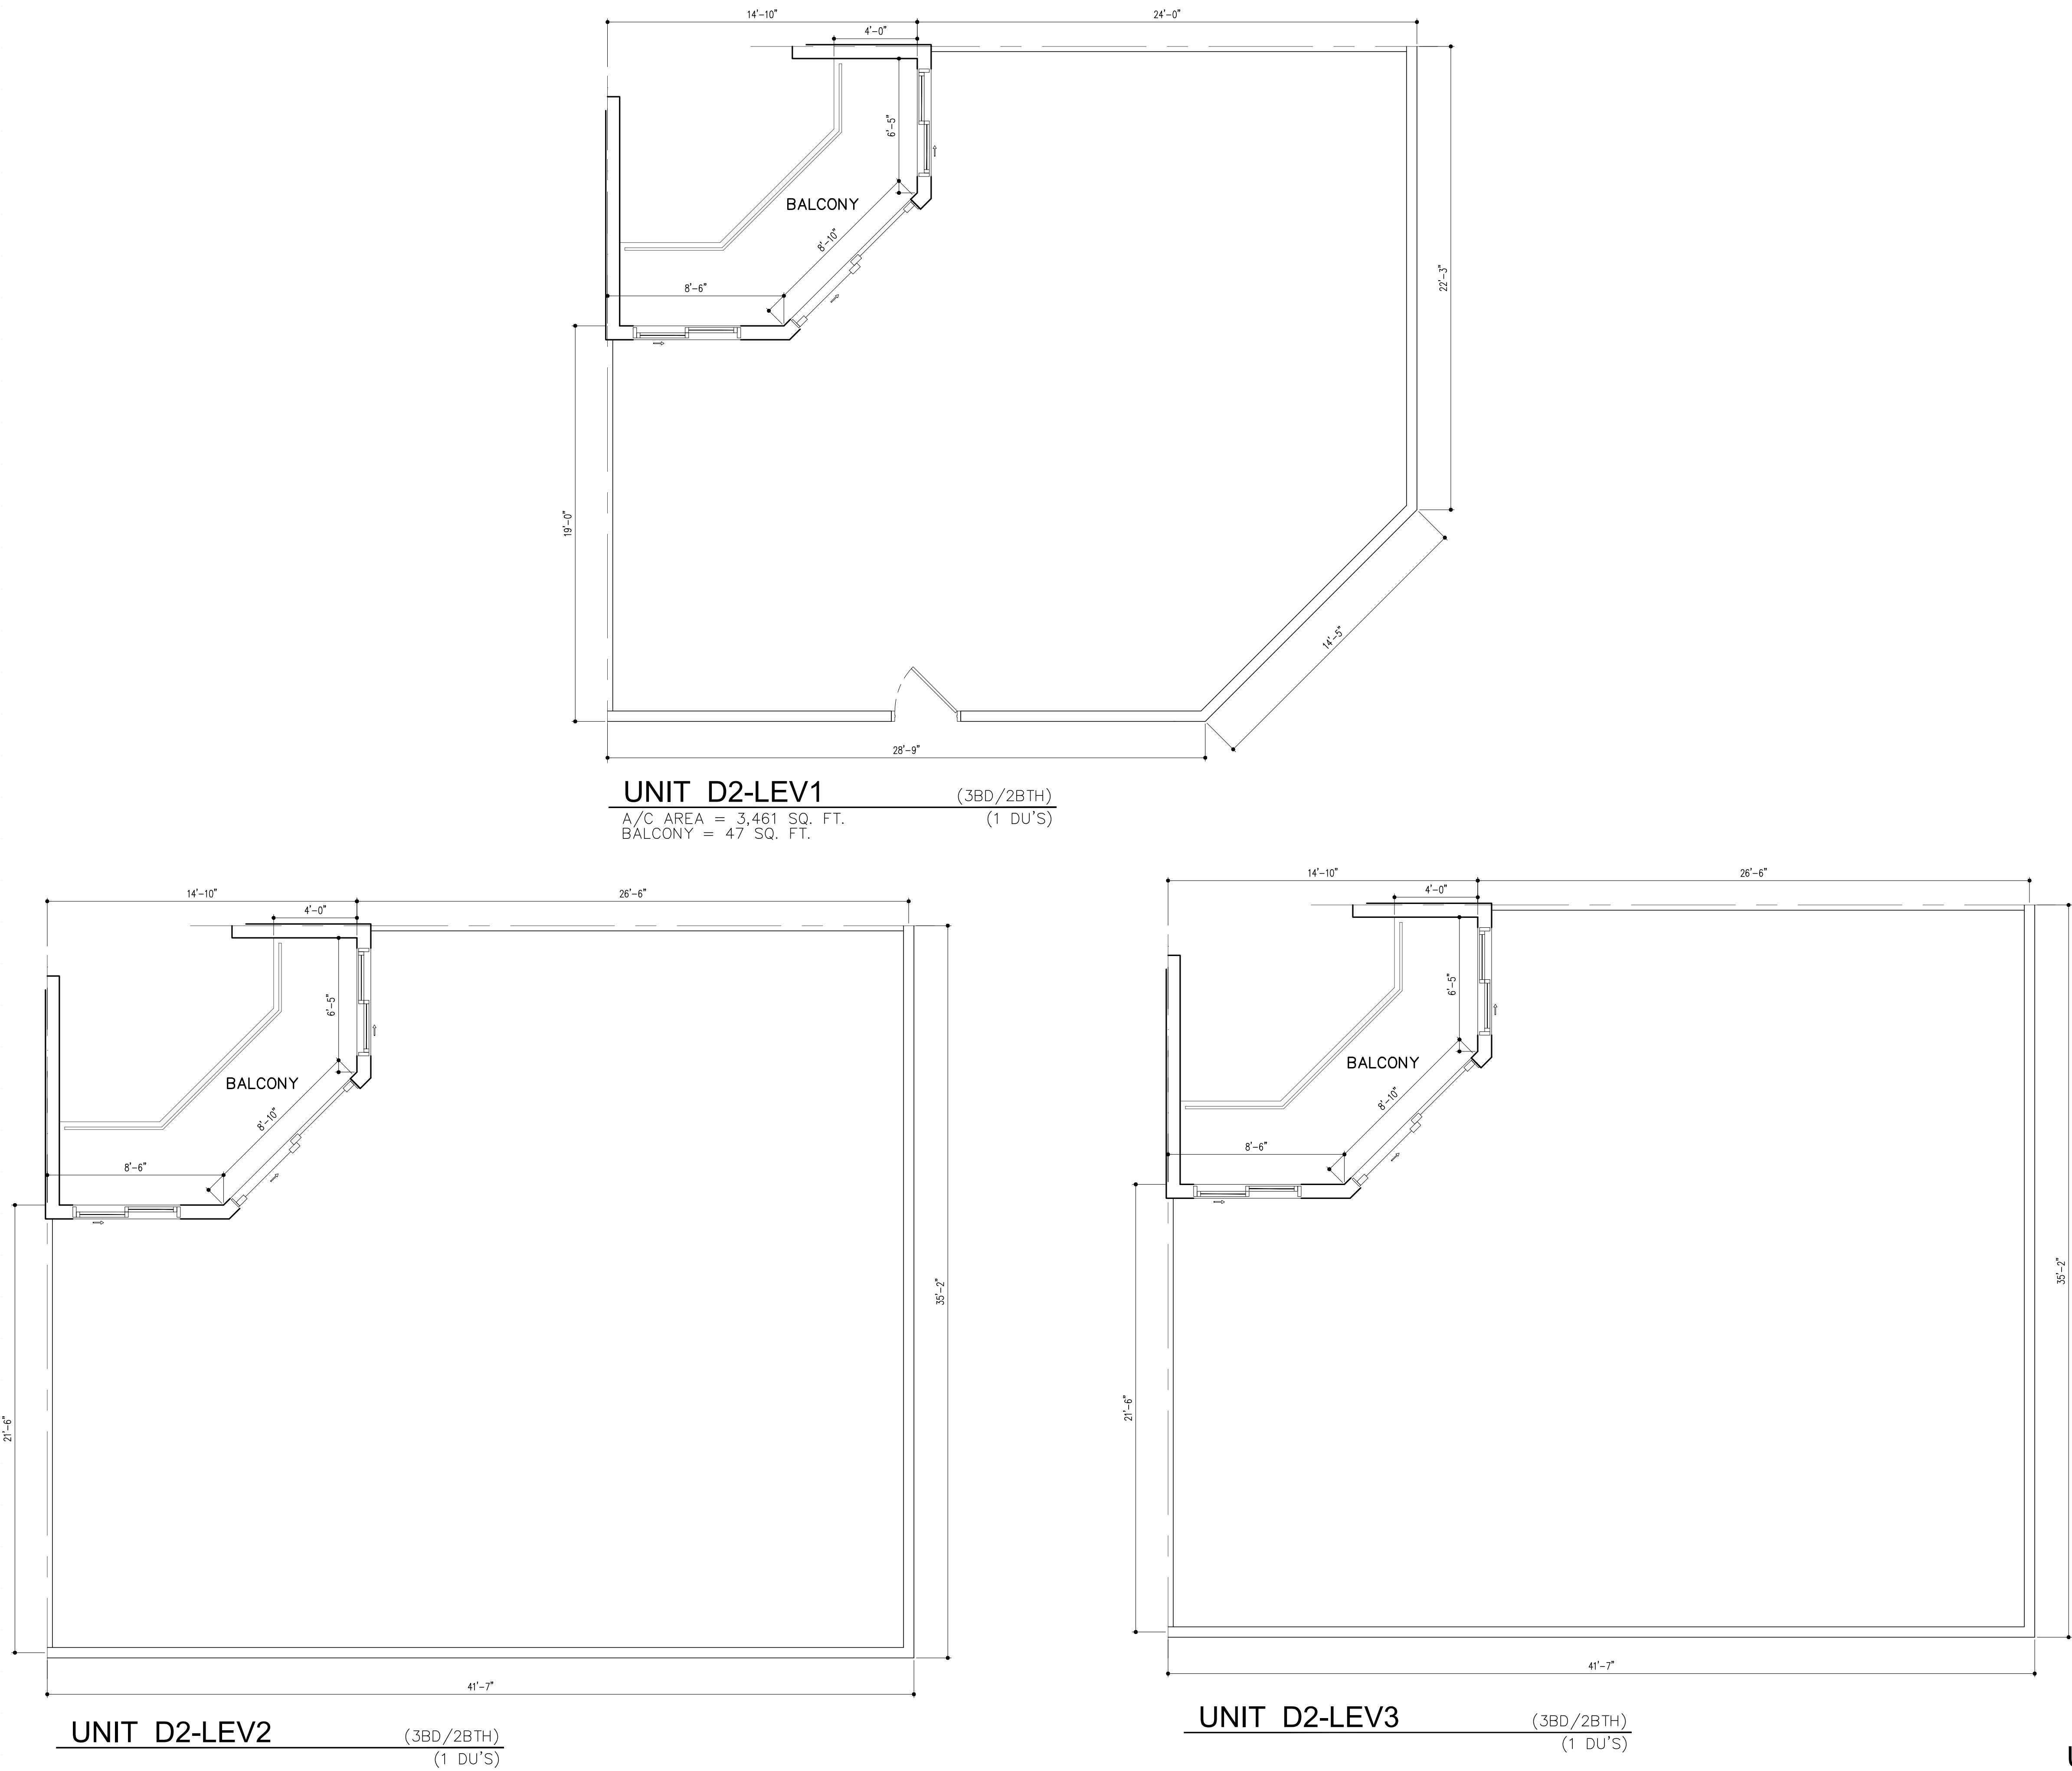 14'-10" 24'-0"
4'-0"
6'-5"
BALCONY
8'-10"
8'-6"
22'-3"
19'-0"
14'-5"
28'-9"
UNIT D2-LEV1 (3BD/2BTH)
A/C AREA = 3,461 SQ. FT. (1 DU'S)
BALCONY = 47 SQ. FT.
14'-10" 26'-6"
4'-0"
6'-5"
BALCONY
8'-10"
8'-6"
35'-2"
21'-6"
41'-7"
UNIT D2-LEV2 (3BD/2BTH)
(1 DU'S)
14'-10" 26'-6"
4'-0"
6'-5"
BALCONY
8'-10"
8'-6"
35'-2"
21'-6"
41'-7"
UNIT D2-LEV3 (3BD/2BTH)
(1 DU'S)